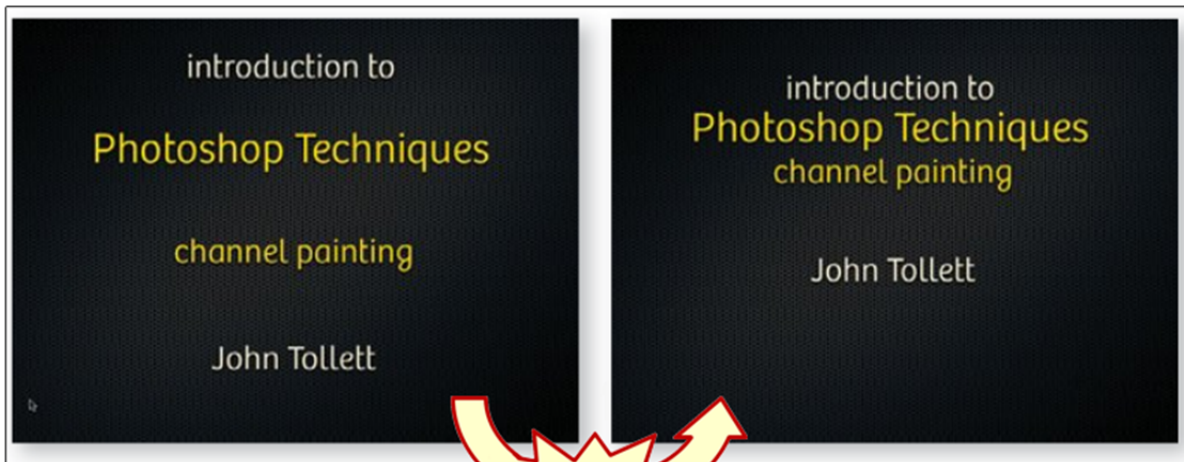 introduction to
Photoshop Techniques
channel painting
John Tollett
introduction to
Photoshop Techniques
channel painting
John Tollett